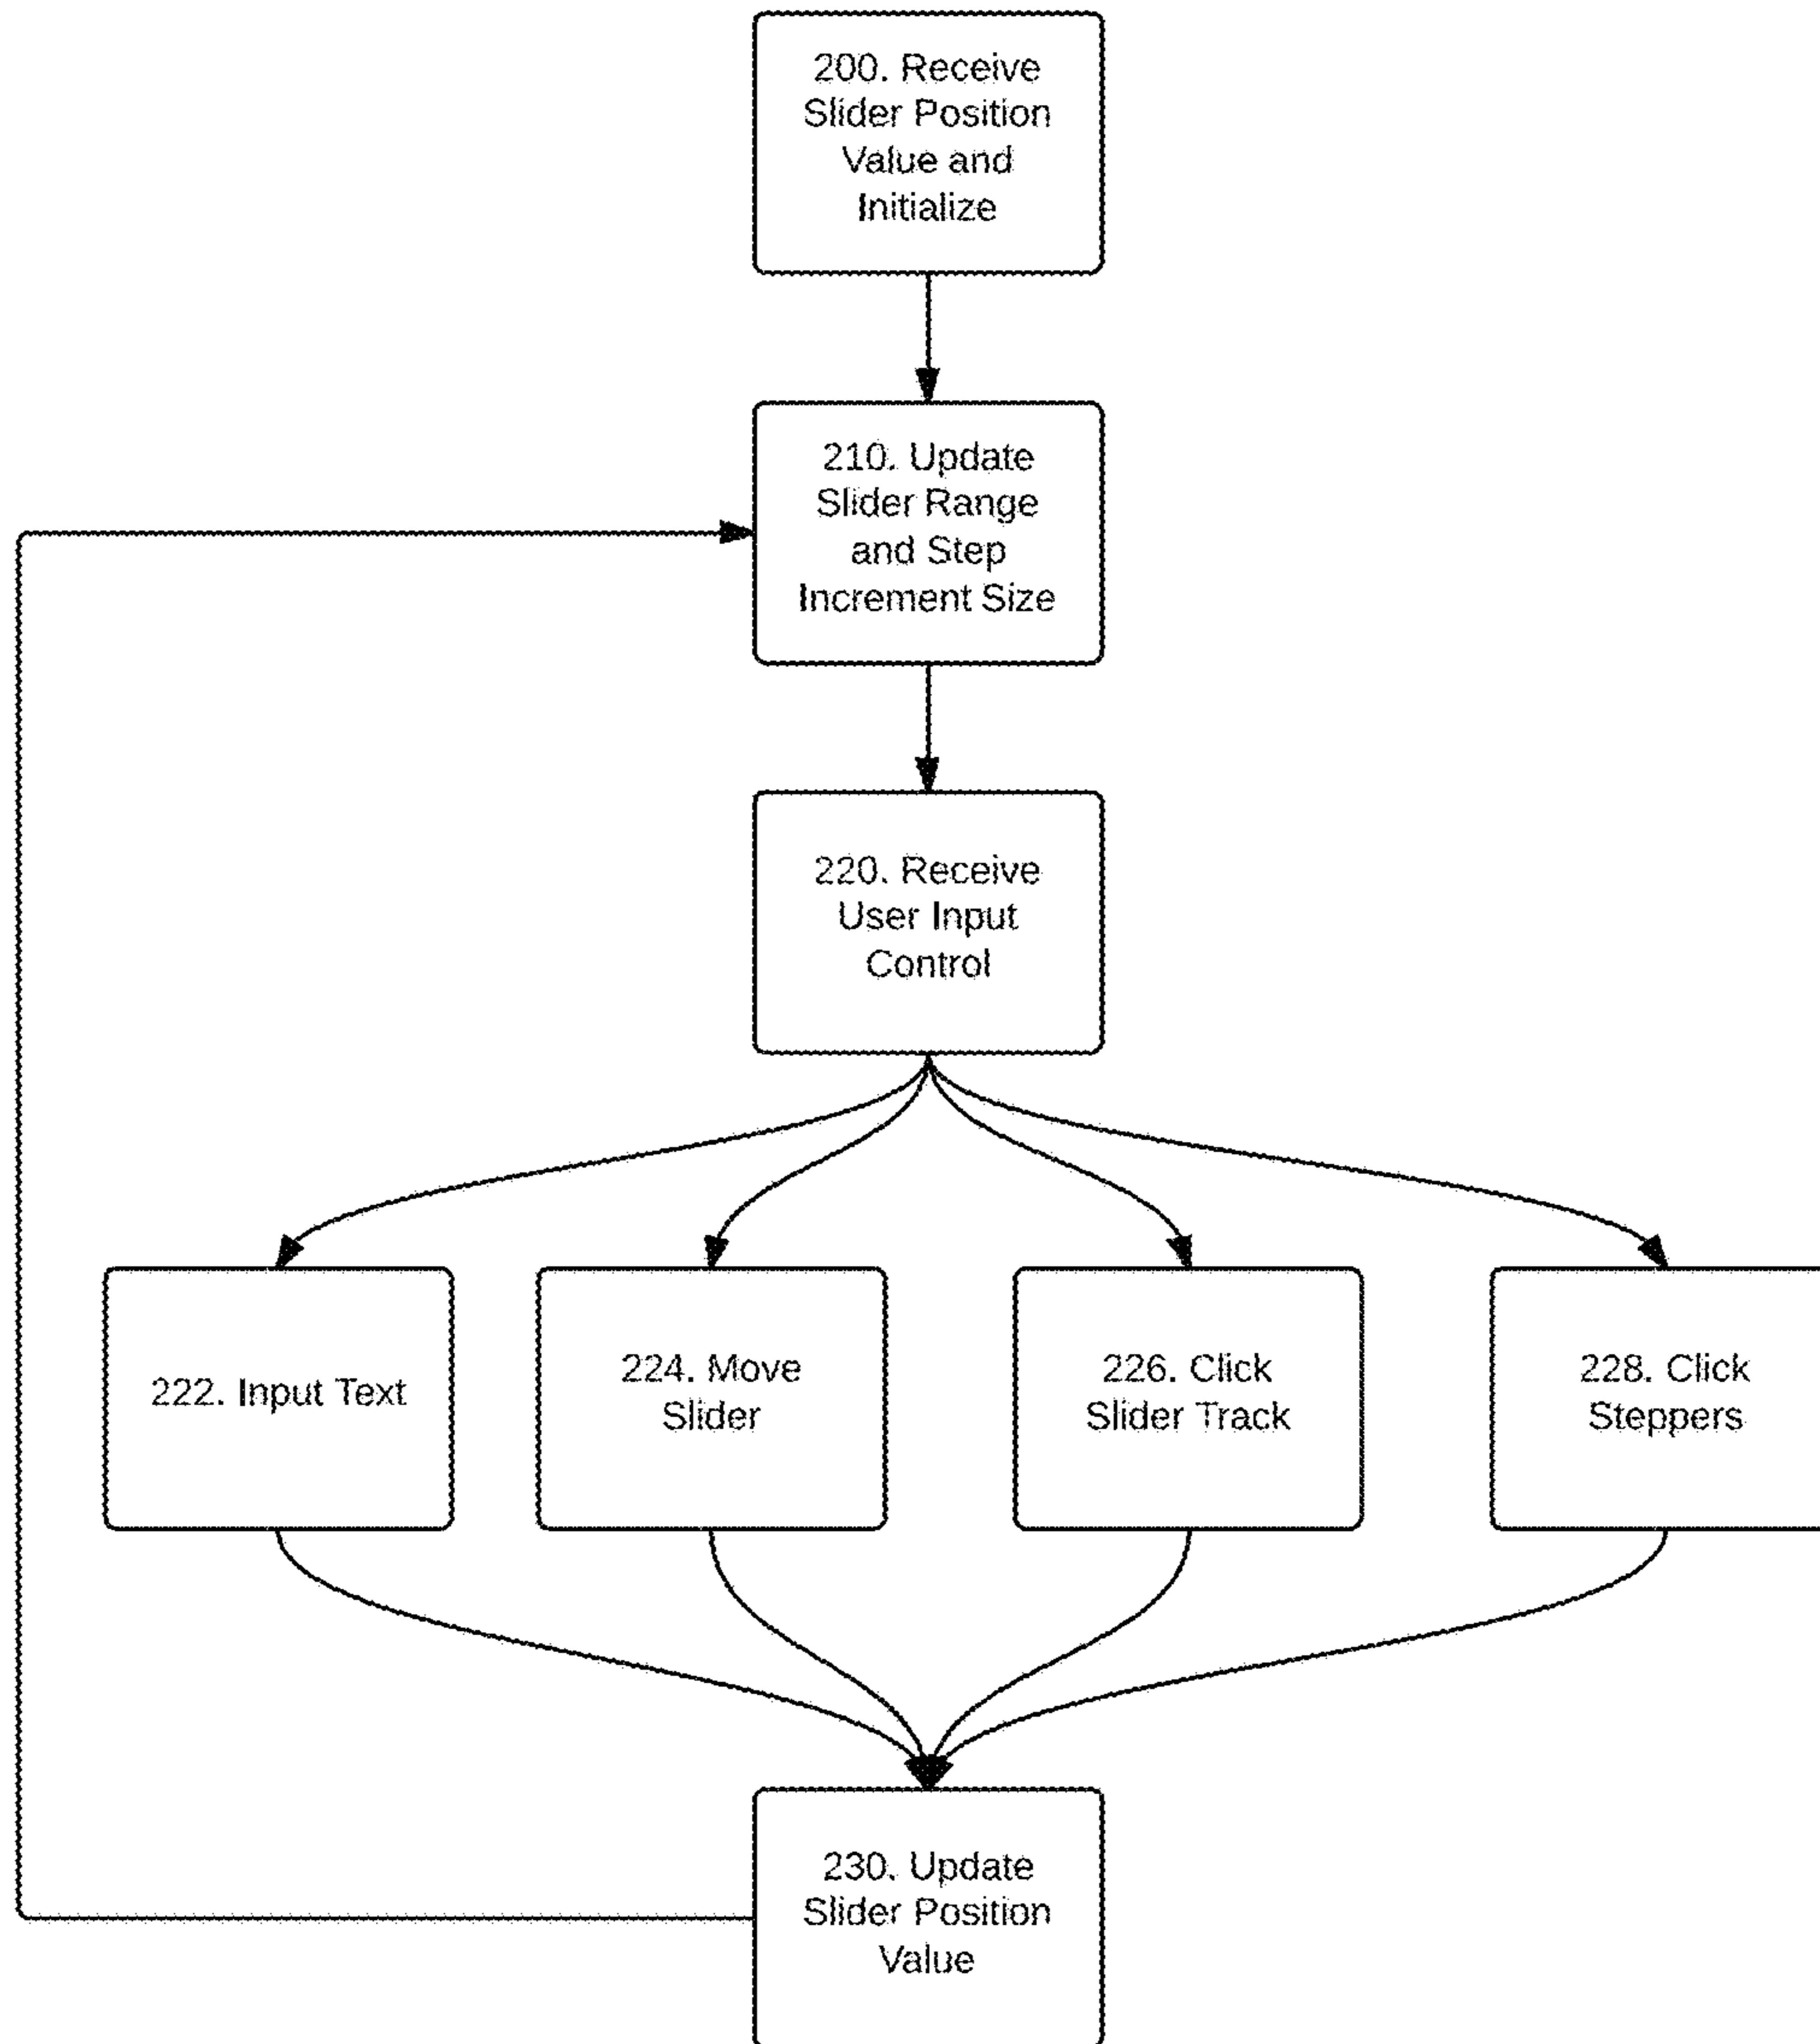 200. Receive
Slider Position
Value and
Initialize
210. Update
Slider Range
and Step
Increment Size
220. Receive
User Input
Control
222. Input Text
224. Move
Slider
226. Click
Slider Track
228. Click
Steppers
230. Update
Slider Position
Value